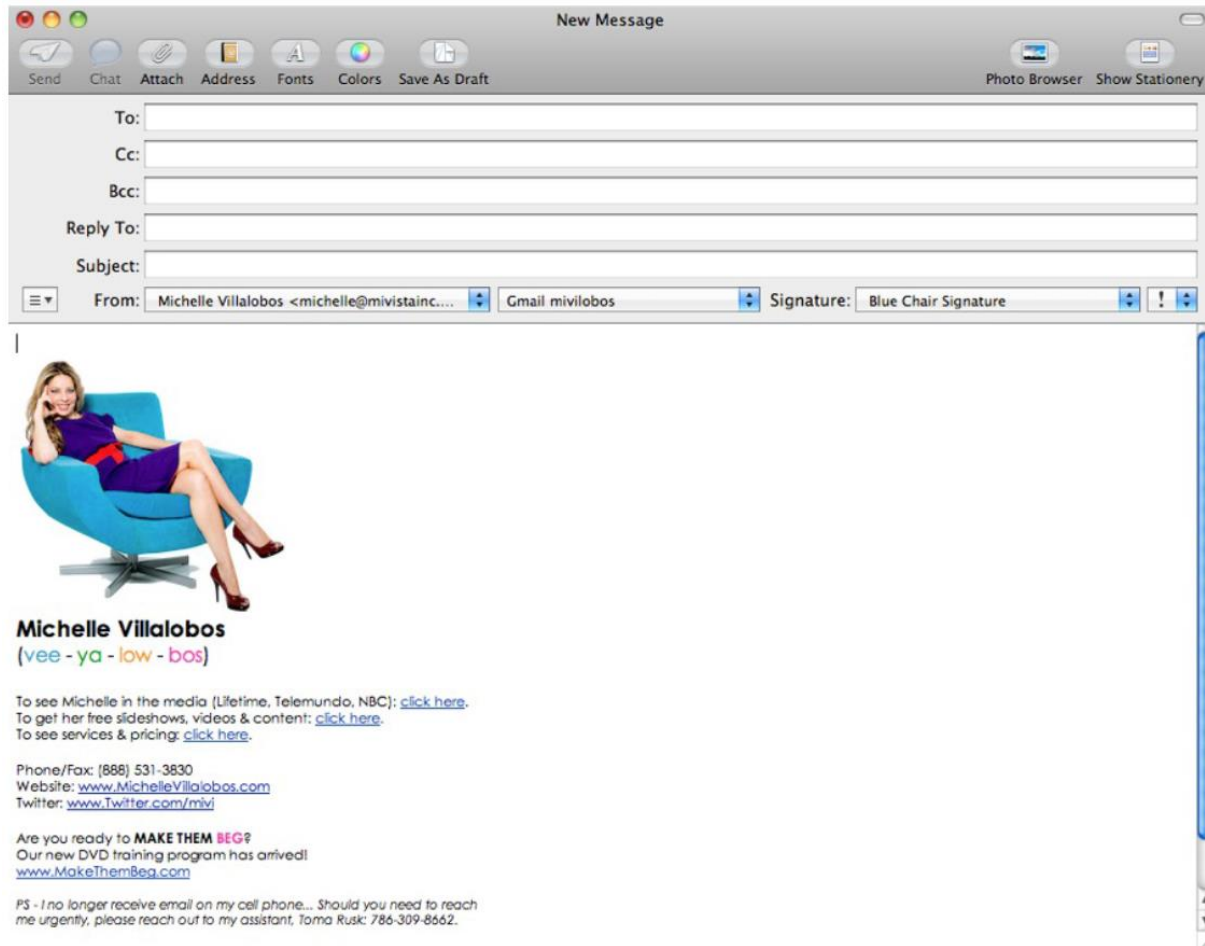 New Message
Send Chat Attach Address Fonts Colors Save As Draft Photo Browser Show Stationery
To:
Cc:
Bcc:
Reply To:
Subject:
From: Michelle Villalobos <michelle@mivistainc.... Gmail mivilobos Signature: Blue Chair Signature !
Michelle Villalobos
(vee - ya - low - bos)
To see Michelle in the media (Lifetime, Telemundo, NBC): click here.
To get her free slideshows, videos & content: click here.
To see services & pricing: click here.
Phone/Fax: (888) 531-3830
Website: www.MichelleVillalobos.com
Twitter: www.Twitter.com/mivi
Are you ready to MAKE THEM BEG?
Our new DVD training program has arrived!
www.MakeThemBeg.com
PS - I no longer receive email on my cell phone... Should you need to reach
me urgently, please reach out to my assistant, Toma Rusk: 786-309-8662.